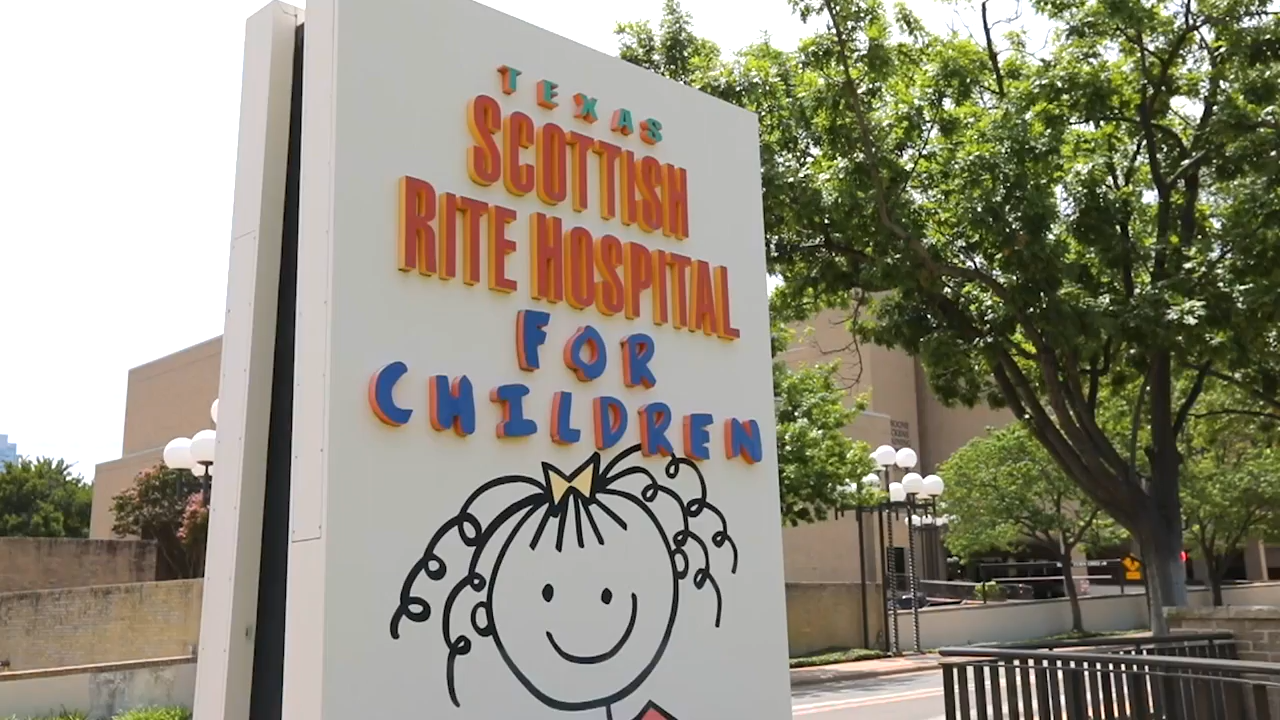 TEXAS
SCOTTISH
RITE HOSPITAL
FOR
CHILDREN